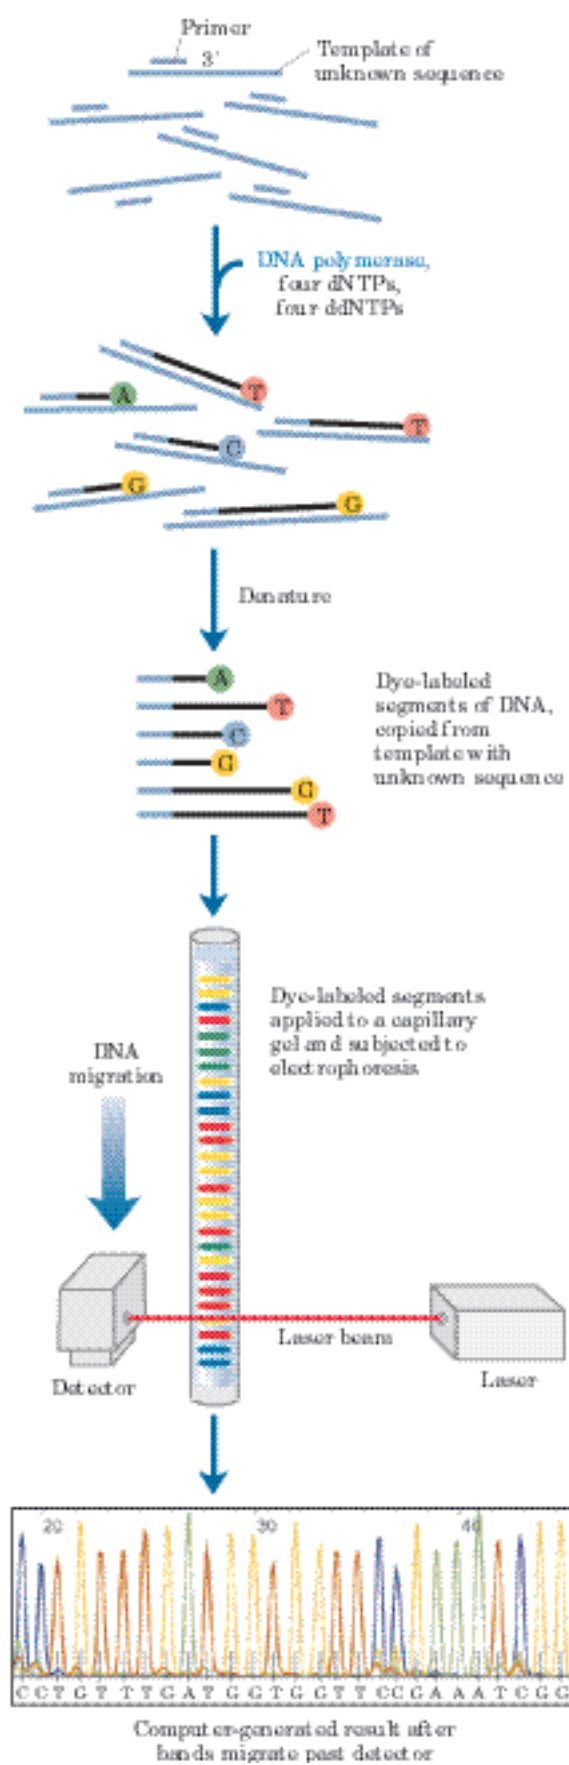 Primer
3'
Template of
unknown sequence
DNA polymerase,
four dNTPs,
four ddNTPs
A
T
T
C
G
G
Denature
A
T
C
G
G
T
Dye-labeled
segments of DNA,
copied from
template with
unknown sequence
Dye-labeled segments
applied to a capillary
gel and subjected to
electrophoresis
DNA
migration
Laser beam
Detector
Laser
20 30 40
C C T G T T T G A T G G T G G T T C C G A A A T C G G
Computer-generated result after
bands migrate past detector